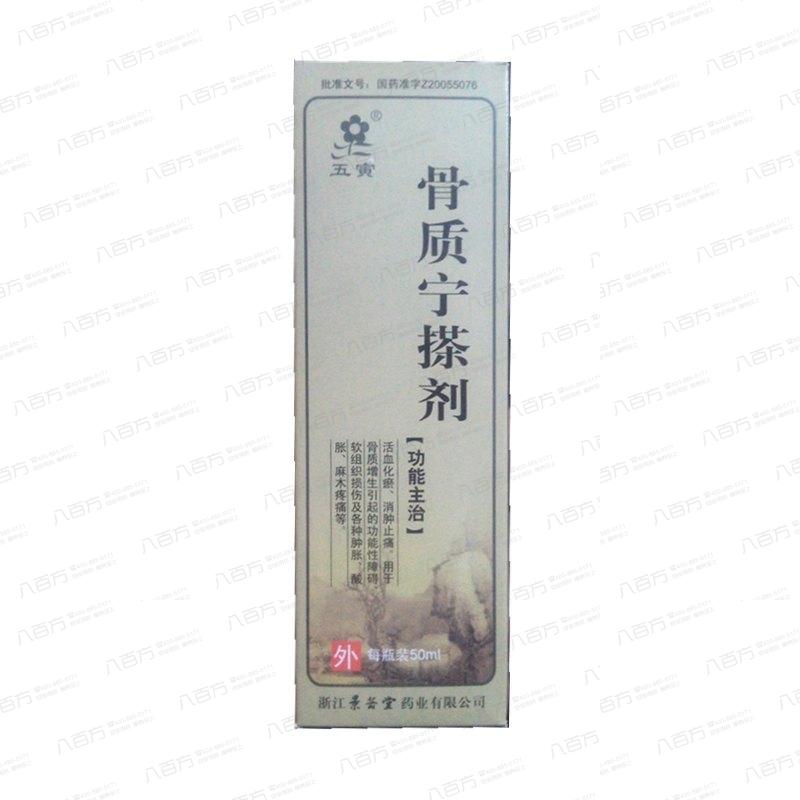 批准文号：国药准字Z20055076
五寅
骨质宁搽剂
【功能主治】
活血化瘀、消肿止痛。用于
骨质增生引起的功能性障碍，
软组织损伤及各种肿胀、酸
胀、麻木疼痛等。
外
每瓶装50ml
浙江景岳堂药业有限公司
八百方